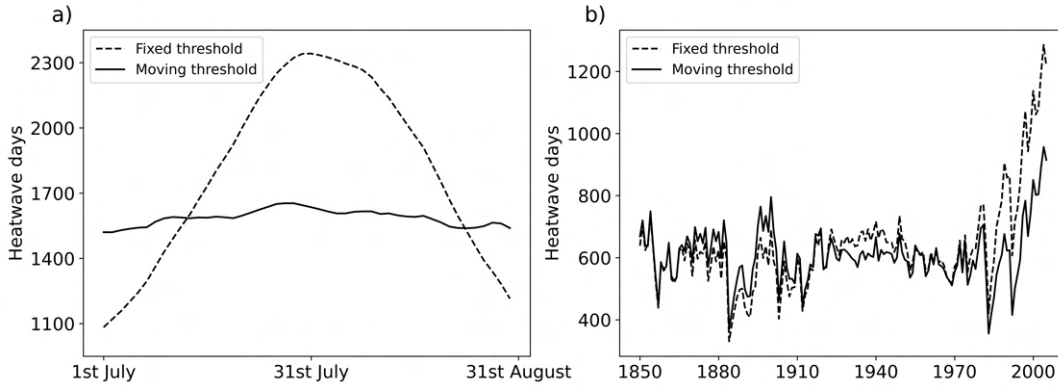 a)
Fixed threshold
Moving threshold
Heatwave days
2300
2000
1700
1400
1100
1st July
31st July
31st August
b)
Fixed threshold
Moving threshold
Heatwave days
1200
1000
800
600
400
1850
1880
1910
1940
1970
2000